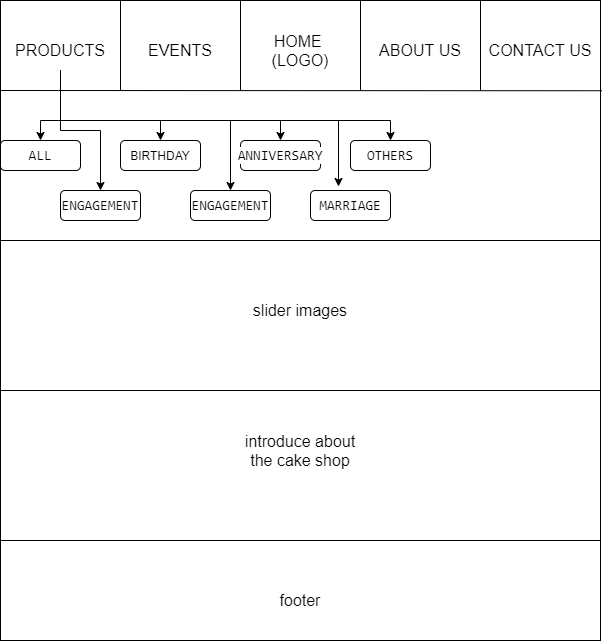 PRODUCTS
EVENTS
HOME
(LOGO)
ABOUT US
CONTACT US
ALL
BIRTHDAY
ANNIVERSARY
OTHERS
ENGAGEMENT
ENGAGEMENT
MARRIAGE
slider images
introduce about
the cake shop
footer